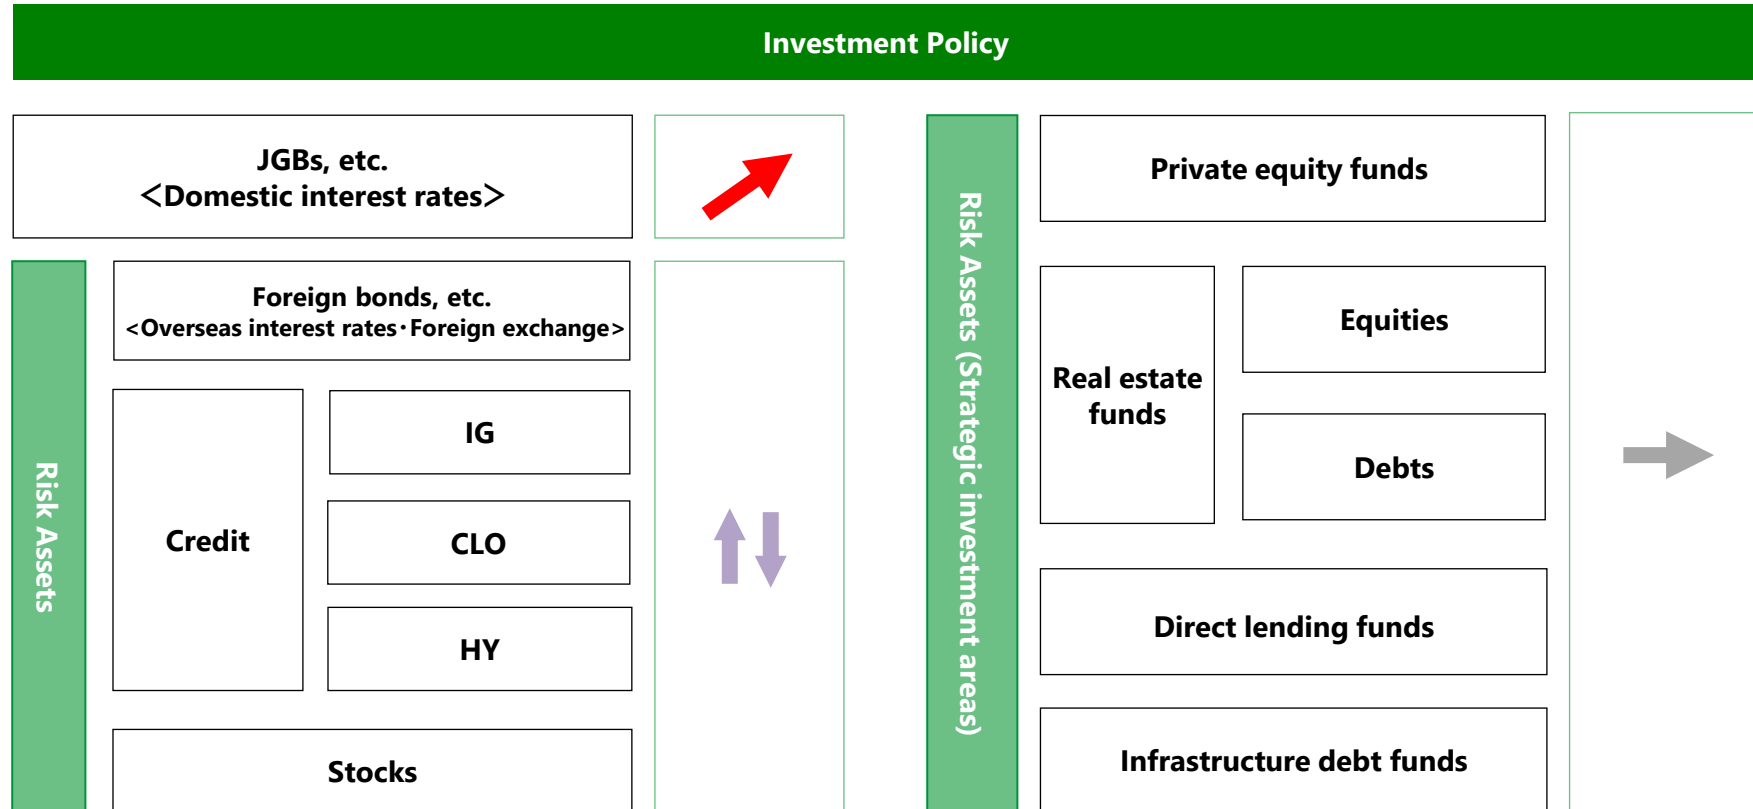 Investment Policy
JGBs, etc.
＜Domestic interest rates＞
Risk Assets
Foreign bonds, etc.
<Overseas interest rates･Foreign exchange>
Credit
IG
CLO
HY
Stocks
Risk Assets (Strategic investment areas)
Private equity funds
Real estate
funds
Equities
Debts
Direct lending funds
Infrastructure debt funds